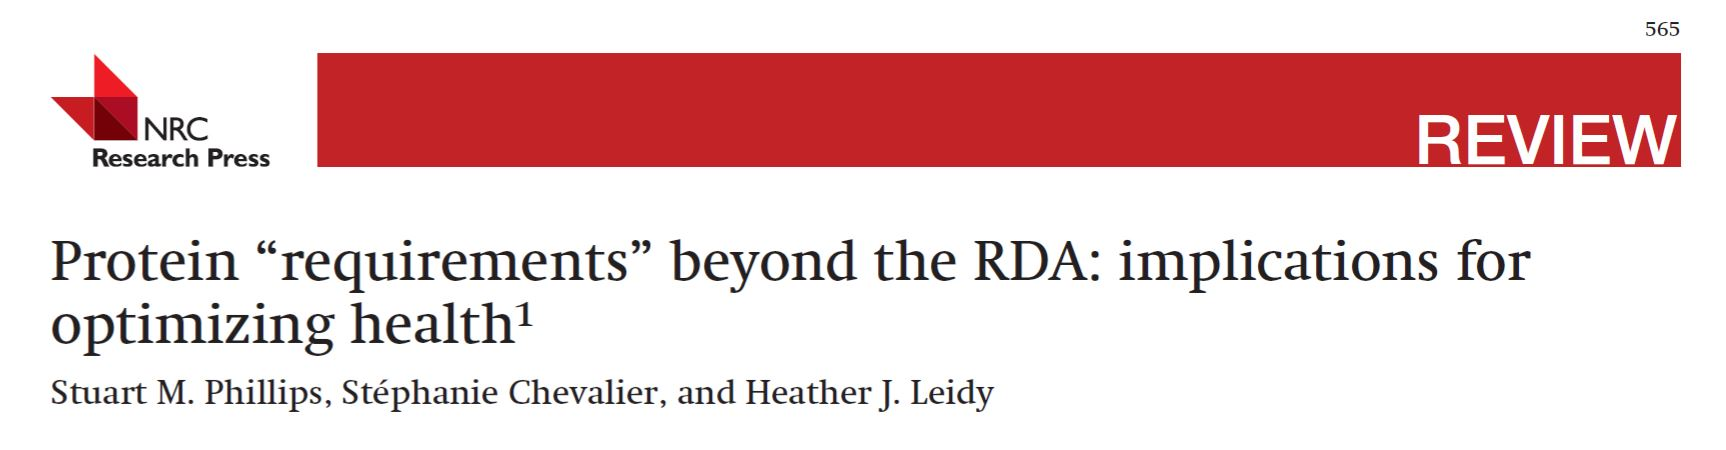 565
NRC
Research Press
REVIEW
Protein “requirements” beyond the RDA: implications for
optimizing health¹
Stuart M. Phillips, Stéphanie Chevalier, and Heather J. Leidy